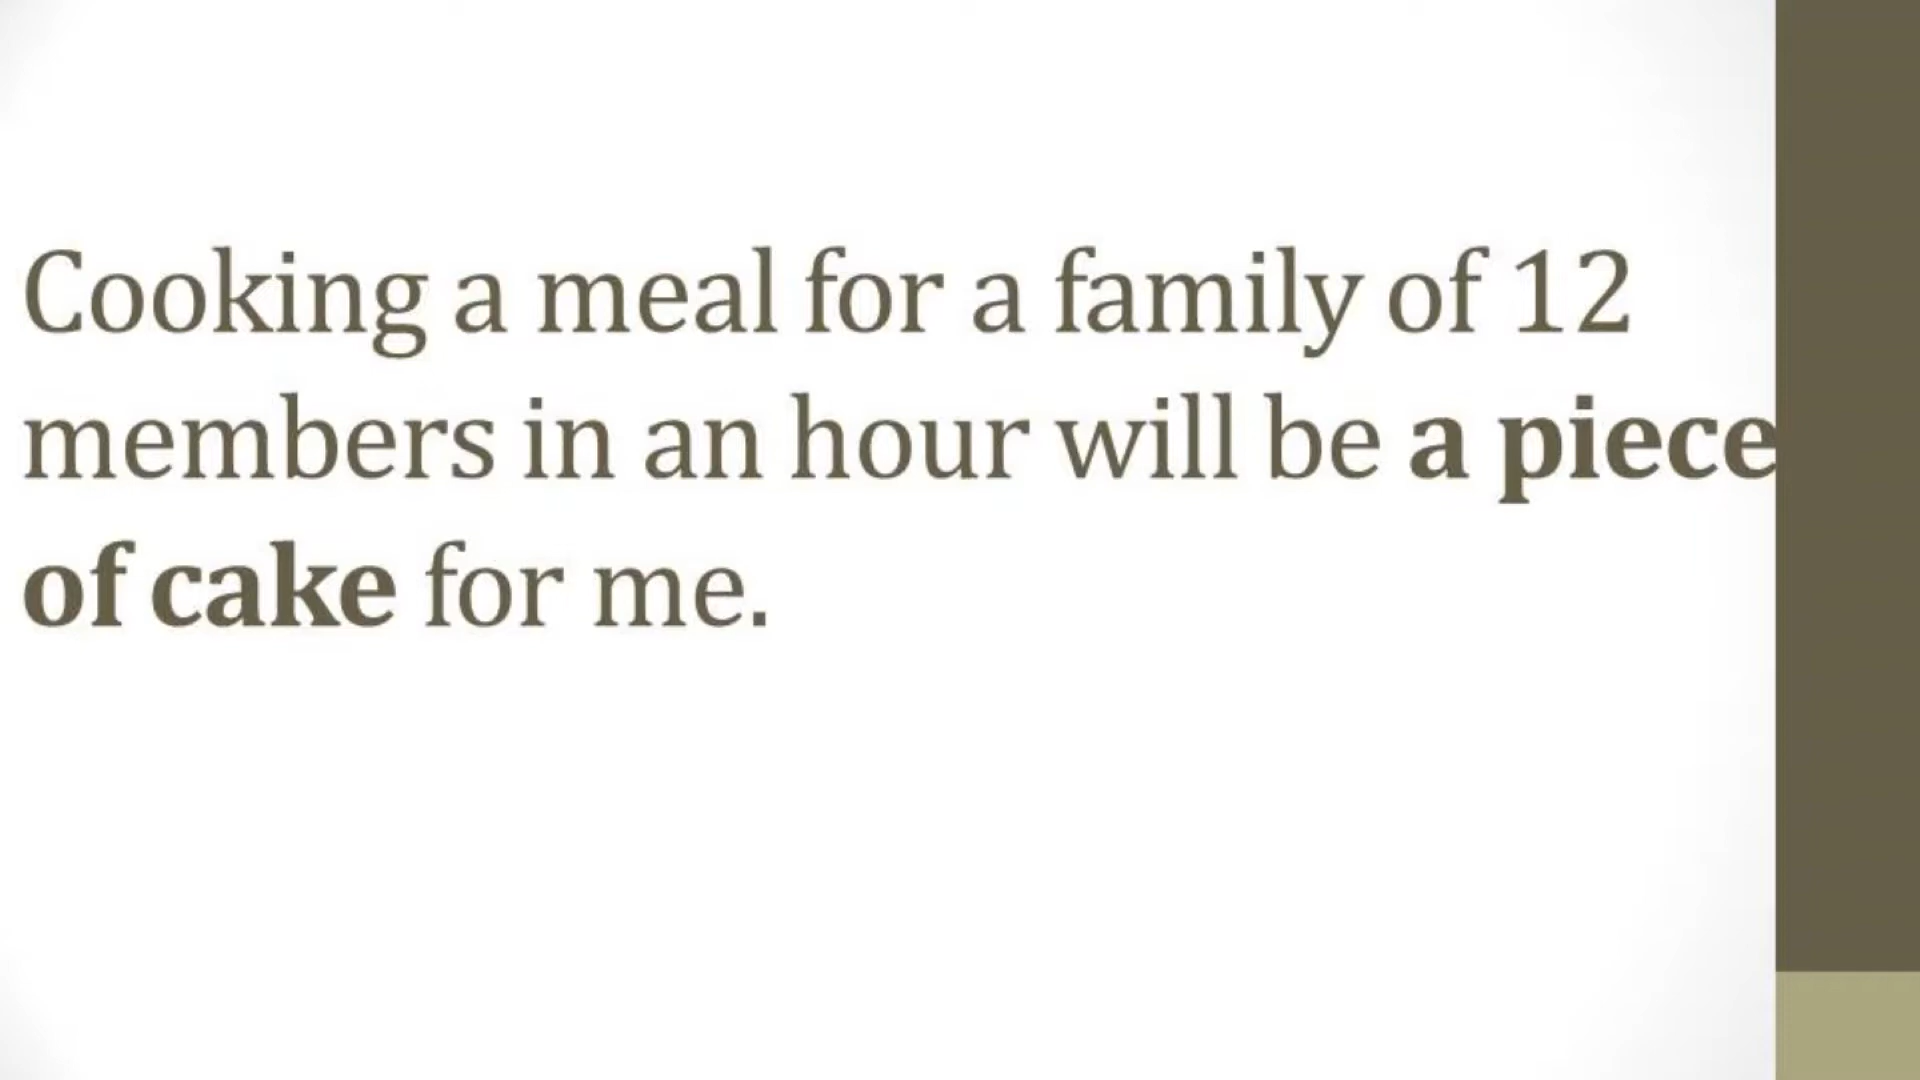 Cooking a meal for a family of 12
members in an hour will be a piece
of cake for me.